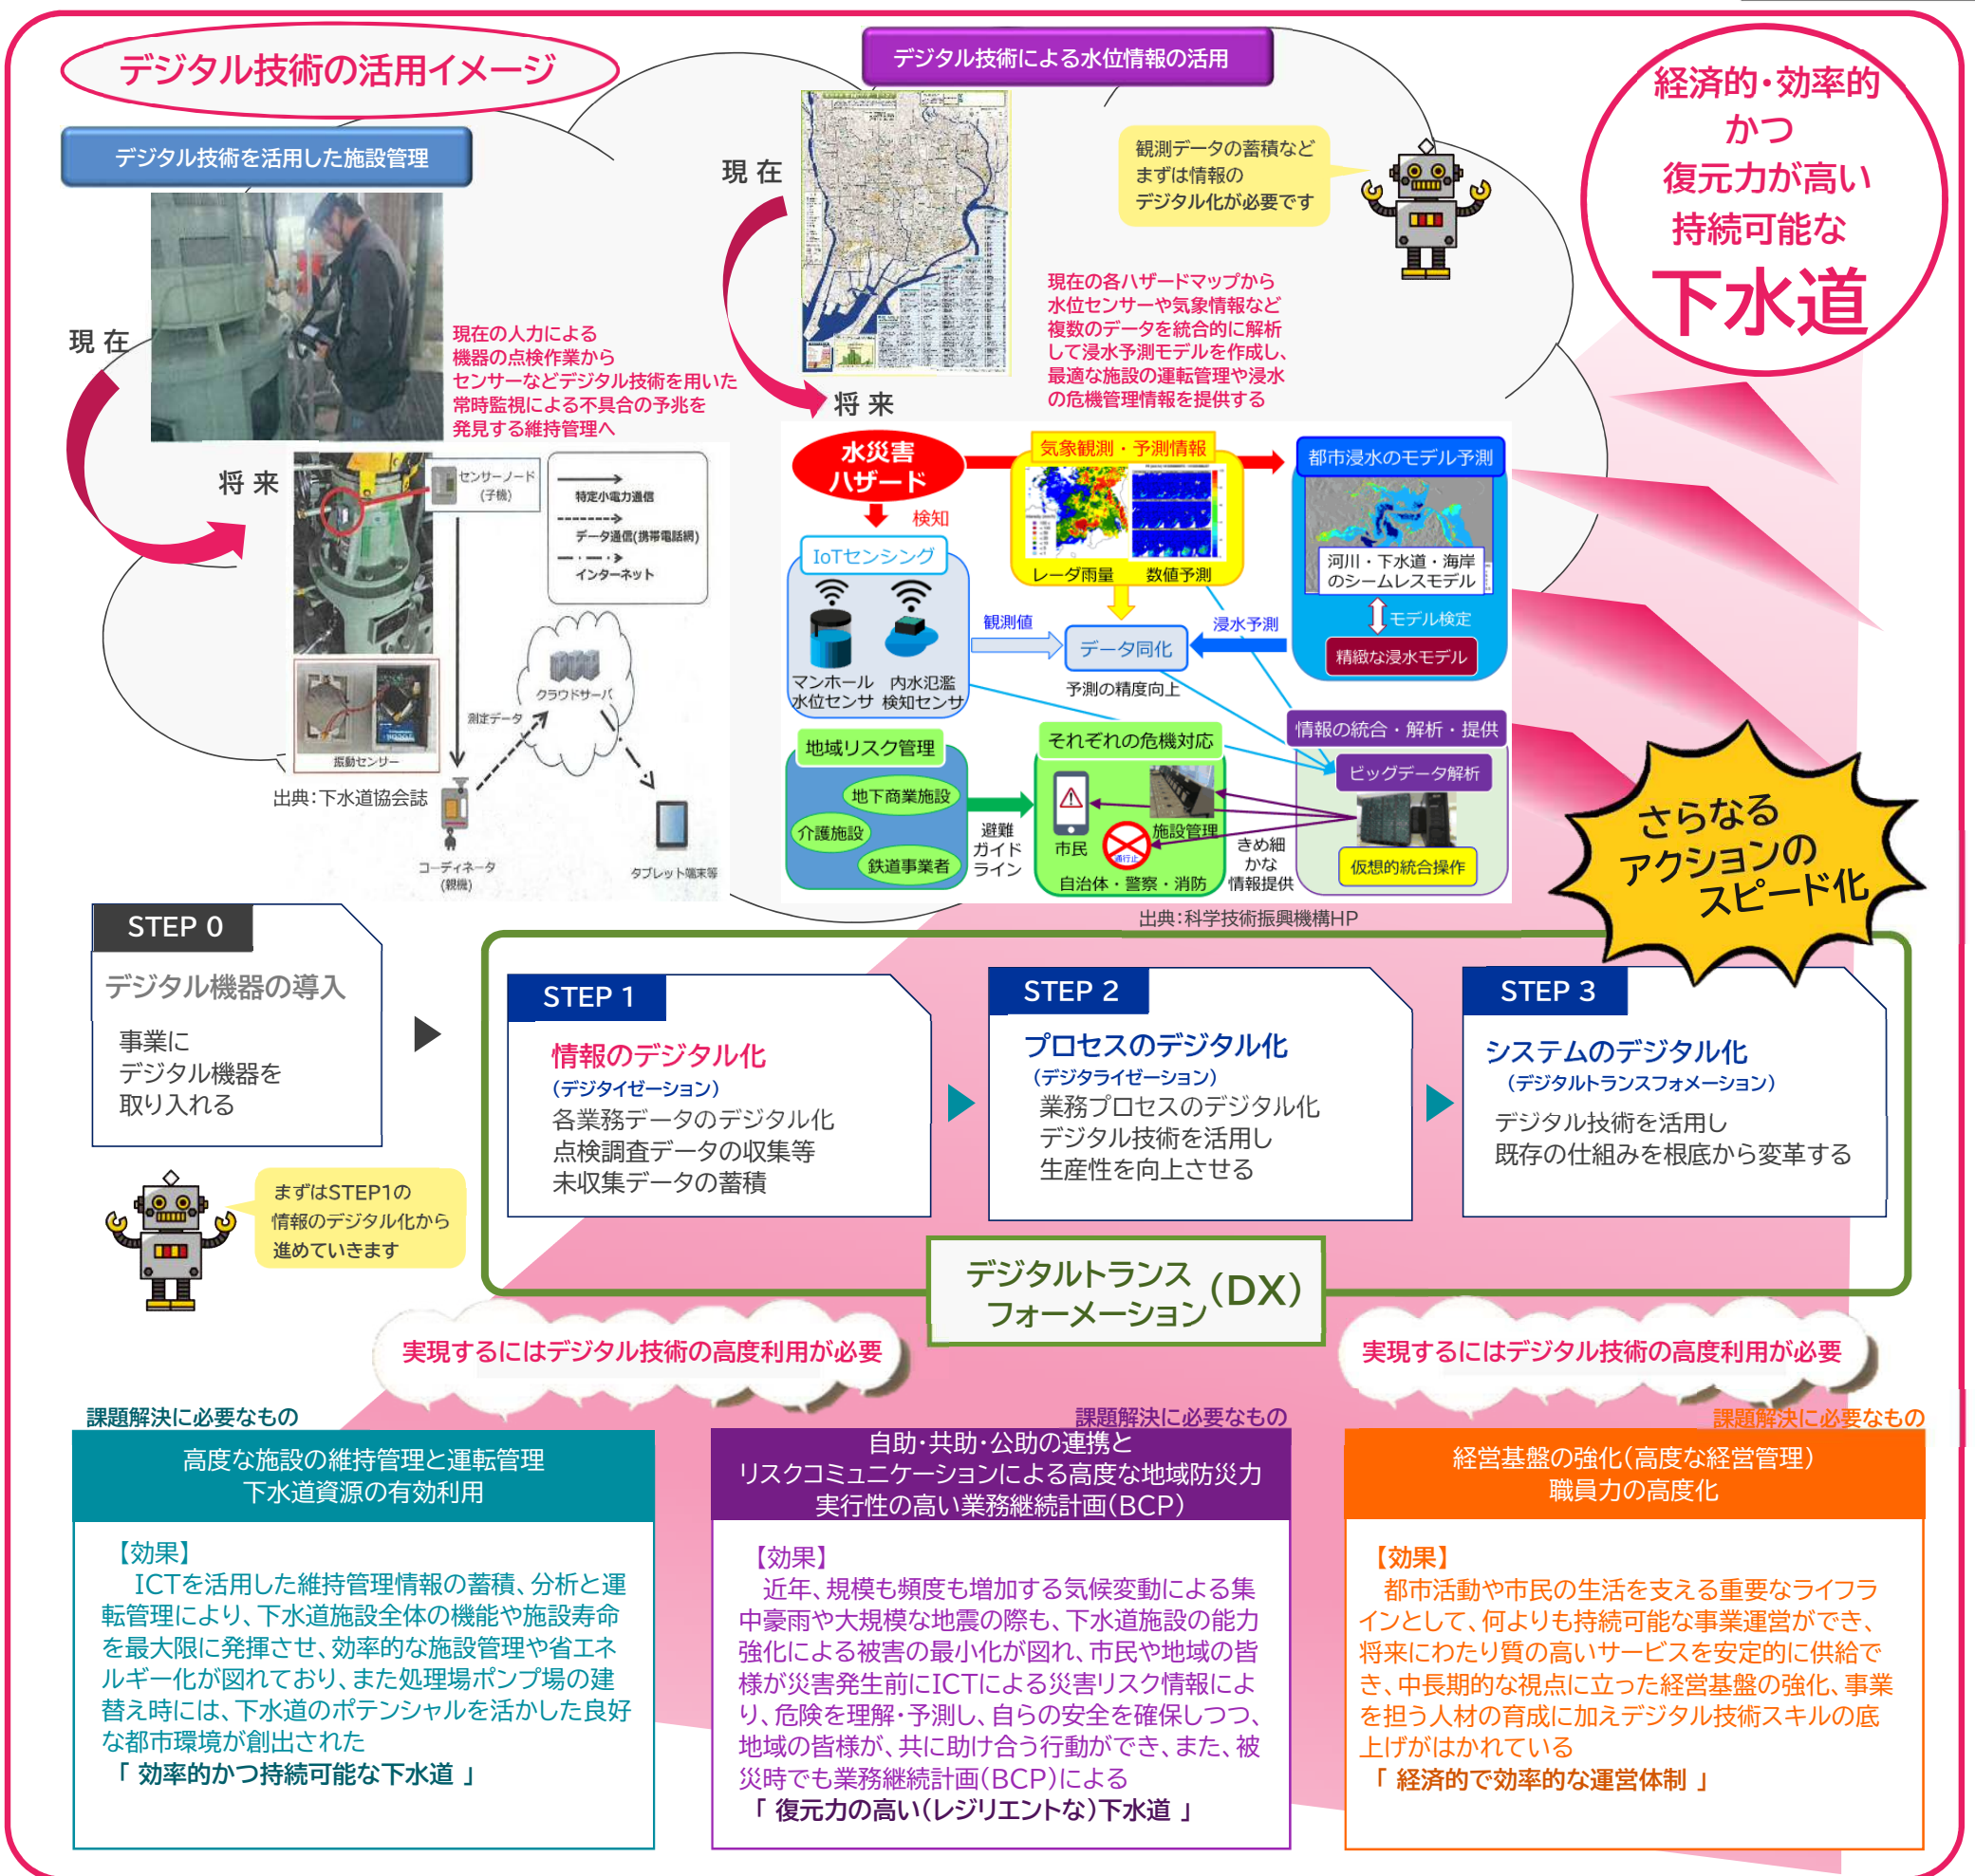 デジタル技術の活用イメージ
デジタル技術を活用した施設管理
現在
現在の人力による
機器の点検作業から
センサーなどデジタル技術を用いた
常時監視による不具合の予兆を
発見する維持管理へ
将来
センサーノード
(子機)
特定小電力通信
データ通信(携帯電話網)
インターネット
クラウドサーバ
測定データ
振動センサー
出典：下水道協会誌
コーディネータ
(親機)
タブレット端末等
デジタル技術による水位情報の活用
現在
観測データの蓄積など
まずは情報の
デジタル化が必要です
現在の各ハザードマップから
水位センサーや気象情報など
複数のデータを統合的に解析
して浸水予測モデルを作成し、
最適な施設の運転管理や浸水
の危機管理情報を提供する
将来
水災害
ハザード
検知
気象観測・予測情報
レーダ雨量 数値予測
都市浸水のモデル予測
河川・下水道・海岸
のシームレスモデル
モデル検定
精緻な浸水モデル
IoTセンシング
マンホール
水位センサ
内水氾濫
検知センサ
観測値
データ同化
浸水予測
予測の精度向上
地域リスク管理
地下商業施設
介護施設
鉄道事業者
避難
ガイド
ライン
それぞれの危機対応
市民
施設管理
通行止
自治体・警察・消防
きめ細
かな
情報提供
情報の統合・解析・提供
ビッグデータ解析
仮想的統合操作
出典：科学技術振興機構HP
経済的・効率的
かつ
復元力が高い
持続可能な
下水道
さらなる
アクションの
スピード化
STEP 0
デジタル機器の導入
事業に
デジタル機器を
取り入れる
まずはSTEP1の
情報のデジタル化から
進めていきます
STEP 1
情報のデジタル化
（デジタイゼーション）
各業務データのデジタル化
点検調査データの収集等
未収集データの蓄積
STEP 2
プロセスのデジタル化
（デジタライゼーション）
業務プロセスのデジタル化
デジタル技術を活用し
生産性を向上させる
STEP 3
システムのデジタル化
（デジタルトランスフォメーション）
デジタル技術を活用し
既存の仕組みを根底から変革する
デジタルトランス
フォーメーション（DX）
実現するにはデジタル技術の高度利用が必要
実現するにはデジタル技術の高度利用が必要
課題解決に必要なもの
高度な施設の維持管理と運転管理
下水道資源の有効利用
【効果】
ICTを活用した維持管理情報の蓄積、分析と運
転管理により、下水道施設全体の機能や施設寿命
を最大限に発揮させ、効率的な施設管理や省エネ
ルギー化が図れており、また処理場ポンプ場の建
替え時には、下水道のポテンシャルを活かした良好
な都市環境が創出された
「 効率的かつ持続可能な下水道 」
課題解決に必要なもの
自助・共助・公助の連携と
リスクコミュニケーションによる高度な地域防災力
実行性の高い業務継続計画（BCP）
【効果】
近年、規模も頻度も増加する気候変動による集
中豪雨や大規模な地震の際も、下水道施設の能力
強化による被害の最小化が図れ、市民や地域の皆
様が災害発生前にICTによる災害リスク情報によ
り、危険を理解・予測し、自らの安全を確保しつつ、
地域の皆様が、共に助け合う行動ができ、また、被
災時でも業務継続計画（BCP）による
「 復元力の高い（レジリエントな）下水道 」
課題解決に必要なもの
経営基盤の強化（高度な経営管理）
職員力の高度化
【効果】
都市活動や市民の生活を支える重要なライフラ
インとして、何よりも持続可能な事業運営ができ、
将来にわたり質の高いサービスを安定的に供給で
き、中長期的な視点に立った経営基盤の強化、事業
を担う人材の育成に加えデジタル技術スキルの底
上げがはかれている
「 経済的で効率的な運営体制 」